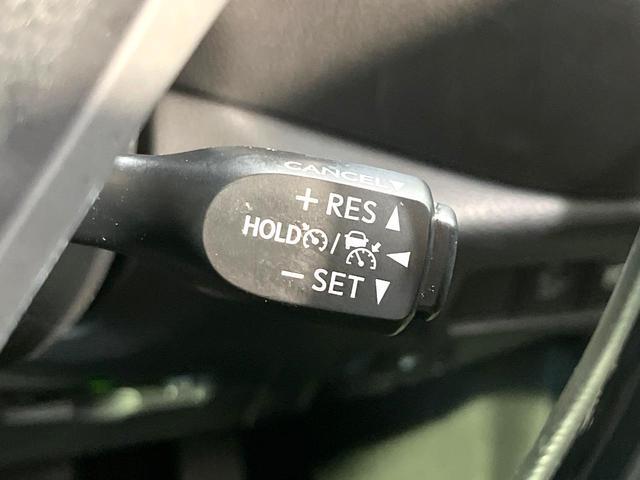 CANCEL
+ RES
HOLD /
− SET